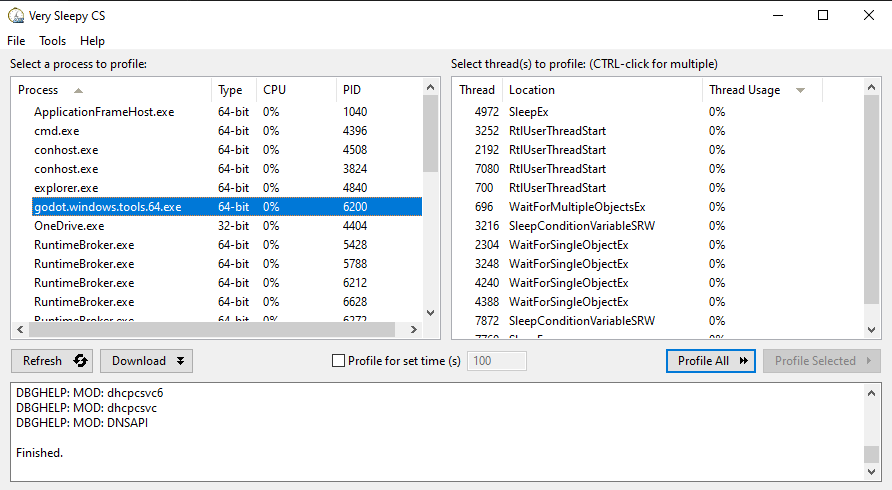 Very Sleepy CS
File Tools Help
Select a process to profile:
Process Type CPU PID
ApplicationFrameHost.exe 64-bit 0% 1040
cmd.exe 64-bit 0% 4396
conhost.exe 64-bit 0% 4508
conhost.exe 64-bit 0% 3824
explorer.exe 64-bit 0% 4840
godot.windows.tools.64.exe 64-bit 0% 6200
OneDrive.exe 32-bit 0% 4404
RuntimeBroker.exe 64-bit 0% 5428
RuntimeBroker.exe 64-bit 0% 5788
RuntimeBroker.exe 64-bit 0% 6212
RuntimeBroker.exe 64-bit 0% 6628
RuntimeBroker.exe 64-bit 0% 6272
Select thread(s) to profile: (CTRL-click for multiple)
Thread Location Thread Usage
4972 SleepEx 0%
3252 RtlUserThreadStart 0%
2192 RtlUserThreadStart 0%
7080 RtlUserThreadStart 0%
700 RtlUserThreadStart 0%
696 WaitForMultipleObjectsEx 0%
3216 SleepConditionVariableSRW 0%
2304 WaitForSingleObjectEx 0%
3248 WaitForSingleObjectEx 0%
4240 WaitForSingleObjectEx 0%
4388 WaitForSingleObjectEx 0%
7872 SleepConditionVariableSRW 0%
Refresh Download Profile for set time (s) 100 Profile All Profile Selected
DBGHELP: MOD: dhcpcsvc6
DBGHELP: MOD: dhcpcsvc
DBGHELP: MOD: DNSAPI
Finished.